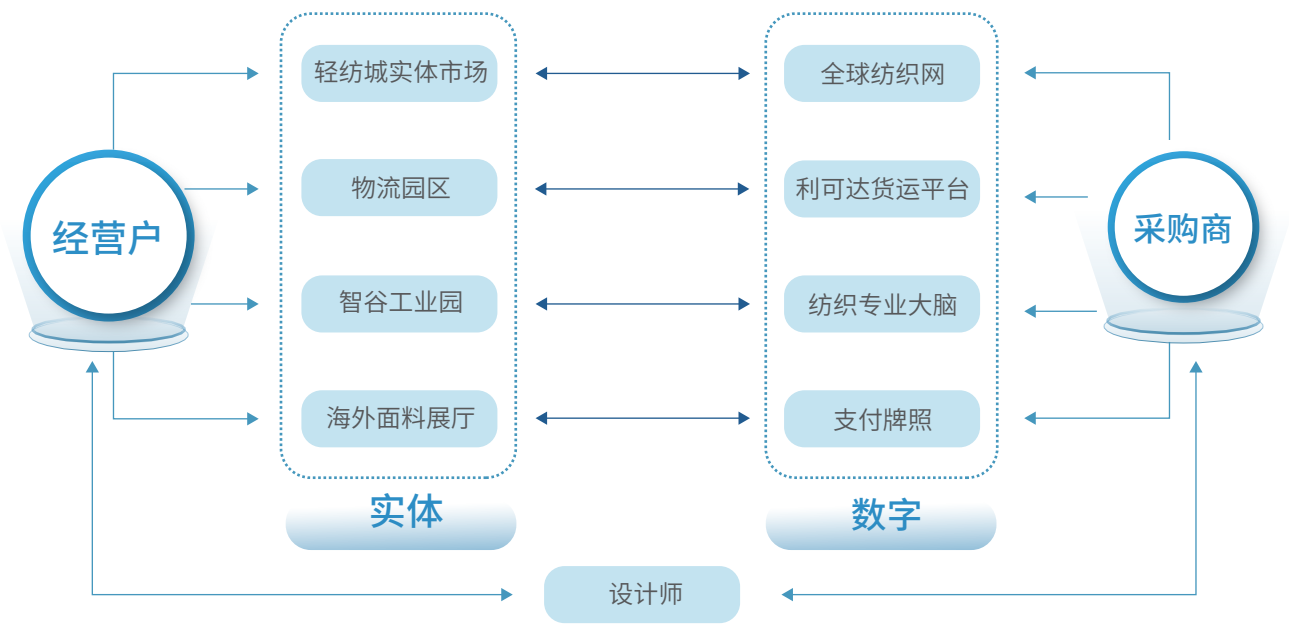 轻纺城实体市场
全球纺织网
物流园区
利可达货运平台
经营户
采购商
智谷工业园
纺织专业大脑
海外面料展厅
支付牌照
实体
数字
设计师